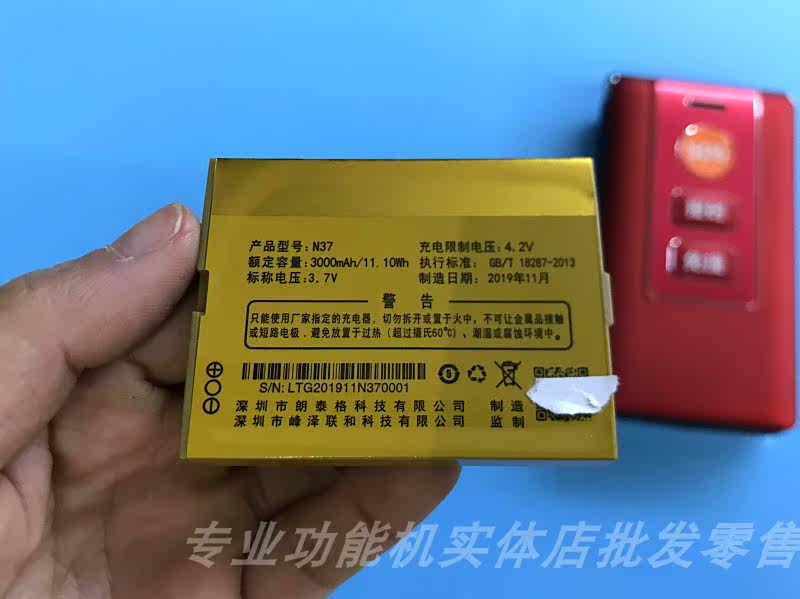 产品型号: N37
充电限制电压: 4.2V
额定容量: 3000mAh/11.10Wh
执行标准: GB/T 18287-2013
标称电压: 3.7V
制造日期: 2019年11月
警 告
只能使用厂家指定的充电器, 切勿拆开或置于火中, 不可让金属品接触
或短路电极. 避免放置于过热 (超过摄氏60℃)、潮湿或腐蚀环境中。
S/N: LTG201911N370001
深圳市朗泰格科技有限公司 制造
深圳市峰泽联和科技有限公司 监制
专业功能机实体店批发零售